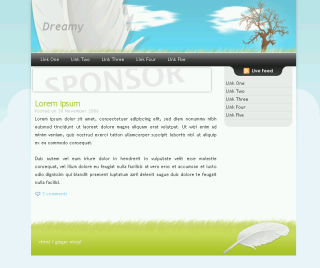 Dreamy
Link One Link Two Link Three Link Four Link Five
SPONSOR
Live Feed
Link One
Link Two
Link Three
Link Four
Link Five
Lorem Ipsum
Posted on 20 November 2006
Lorem ipsum dolor sit amet, consectetuer adipiscing elit, sed diam nonummy nibh
euismod tincidunt ut laoreet dolore magna aliquam erat volutpat. Ut wisi enim ad
minim veniam, quis nostrud exerci tation ullamcorper suscipit lobortis nisl ut aliquip
ex ea commodo consequat.
Duis autem vel eum iriure dolor in hendrerit in vulputate velit esse molestie
consequat, vel illum dolore eu feugiat nulla facilisis at vero eros et accumsan et iusto
odio dignissim qui blandit praesent luptatum zzril delenit augue duis dolore te feugait
nulla facilisi.
comments